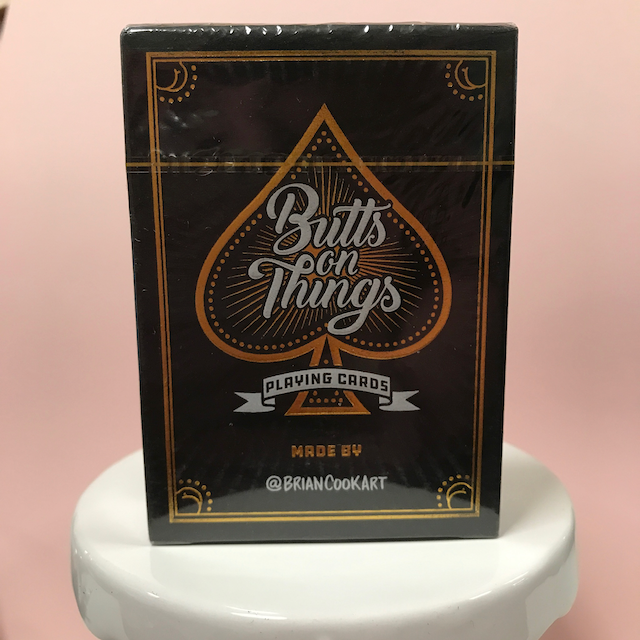 Butts
on
Things
PLAYING CARDS
MADE BY
@BRIANCOOKART